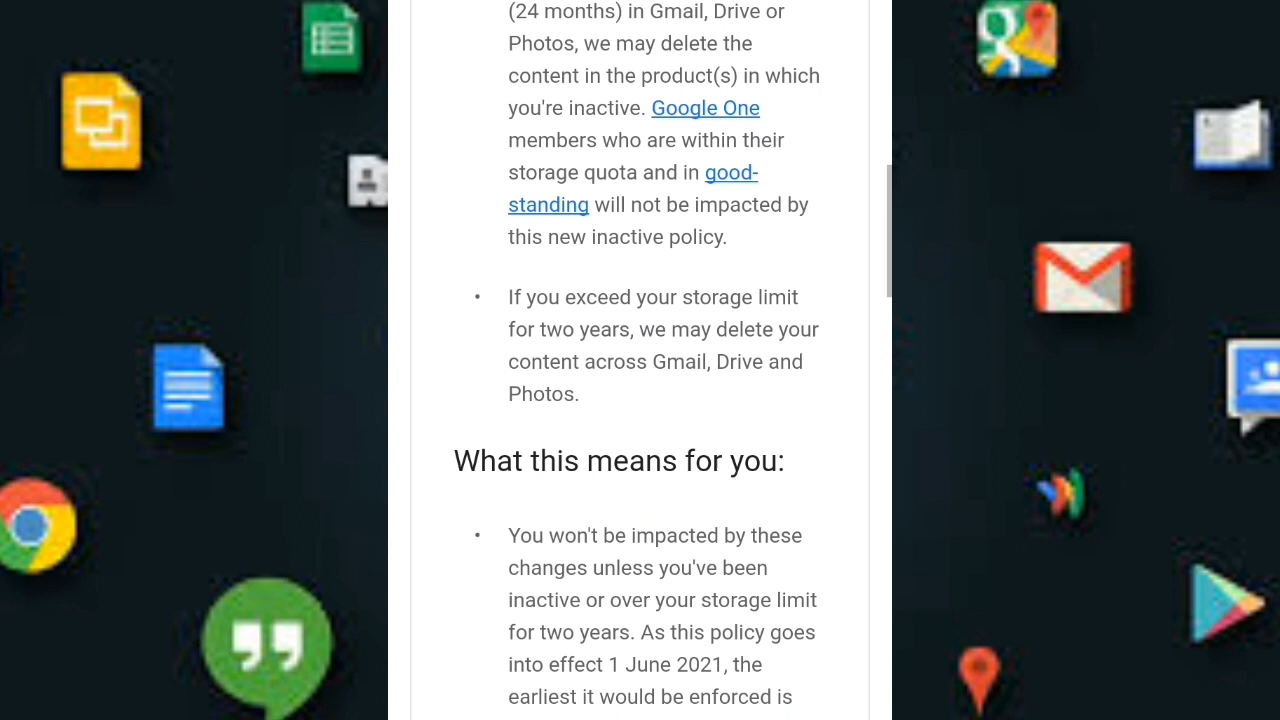 (24 months) in Gmail, Drive or
Photos, we may delete the
content in the product(s) in which
you're inactive. Google One
members who are within their
storage quota and in good-
standing will not be impacted by
this new inactive policy.
• If you exceed your storage limit
for two years, we may delete your
content across Gmail, Drive and
Photos.
What this means for you:
• You won't be impacted by these
changes unless you've been
inactive or over your storage limit
for two years. As this policy goes
into effect 1 June 2021, the
earliest it would be enforced is